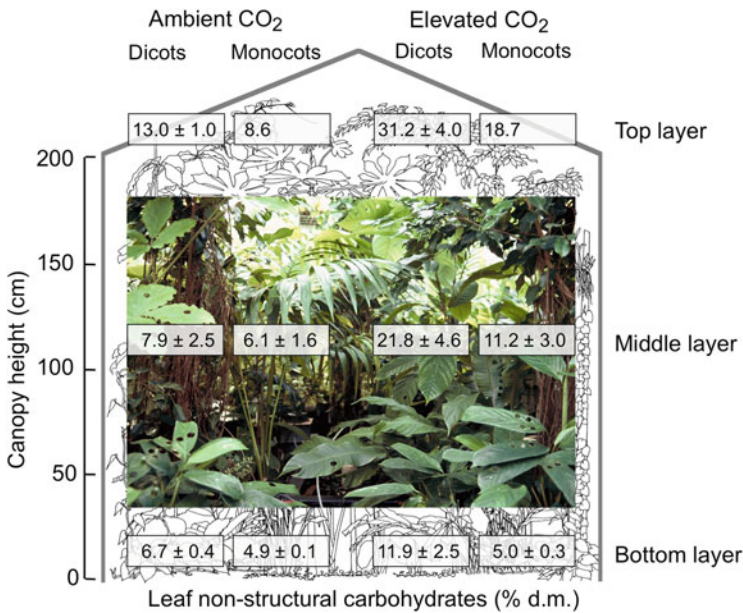 Ambient CO₂ Elevated CO₂
Dicots Monocots Dicots Monocots
13.0 ± 1.0 8.6 31.2 ± 4.0 18.7 Top layer
200
150
7.9 ± 2.5 6.1 ± 1.6 21.8 ± 4.6 11.2 ± 3.0 Middle layer
100
50
6.7 ± 0.4 4.9 ± 0.1 11.9 ± 2.5 5.0 ± 0.3 Bottom layer
0
Canopy height (cm)
Leaf non-structural carbohydrates (% d.m.)